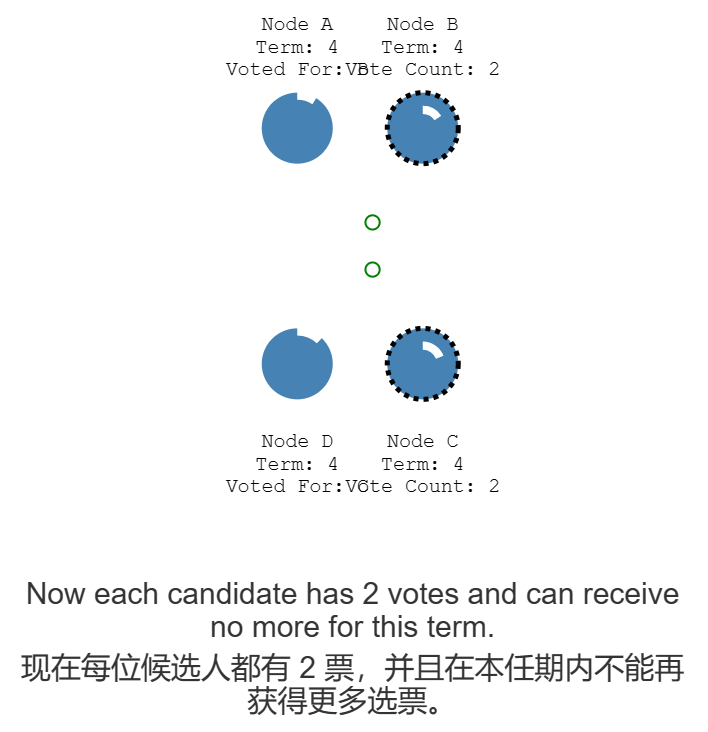 Node A
Node B
Term: 4
Term: 4
Voted For:
Vote Count: 2
Node D
Node C
Term: 4
Term: 4
Voted For:
Vote Count: 2
Now each candidate has 2 votes and can receive
no more for this term.
现在每位候选人都有 2 票，并且在本任期内不能再
获得更多选票。